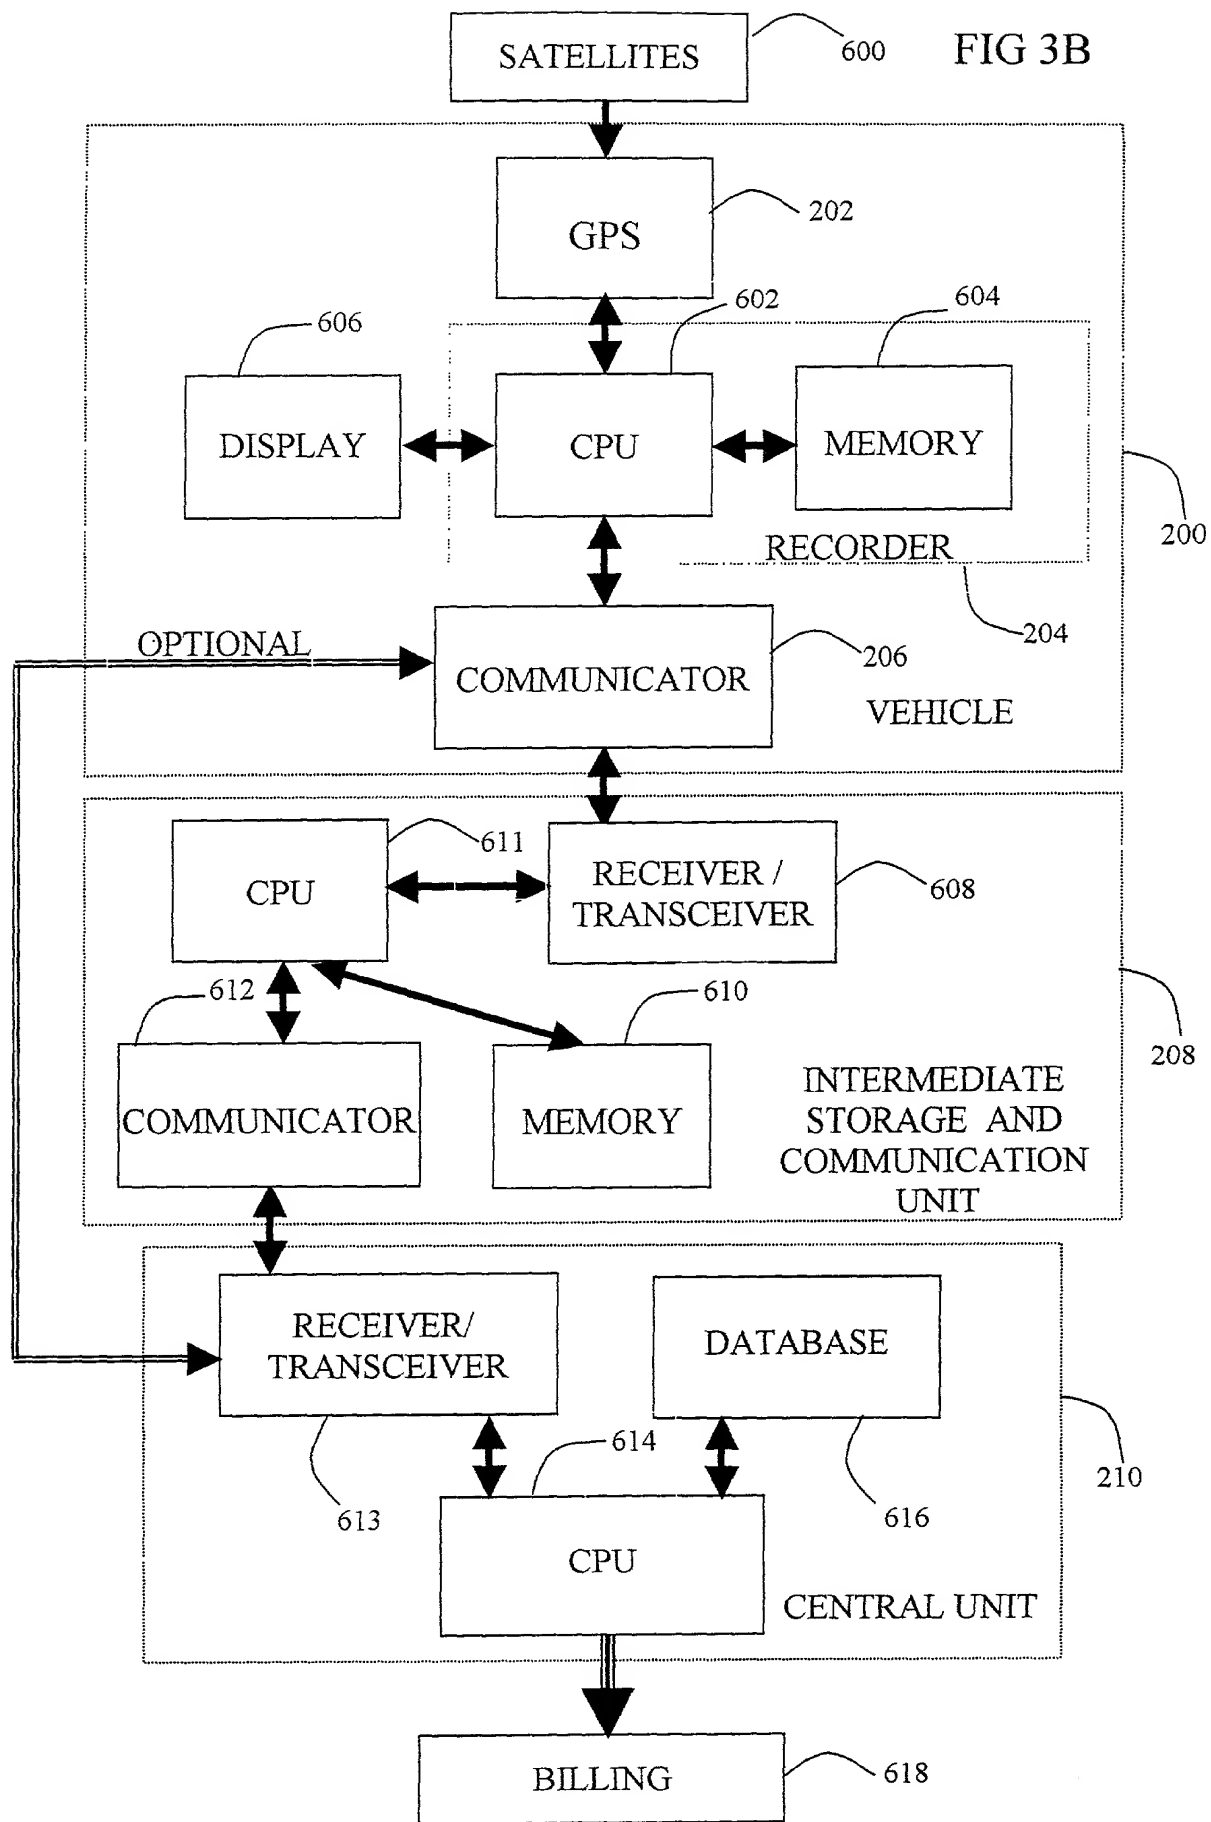 SATELLITES
600
FIG 3B
GPS
202
606
602
604
DISPLAY
CPU
MEMORY
200
RECORDER
204
OPTIONAL
COMMUNICATOR
206
VEHICLE
611
CPU
RECEIVER /
TRANSCEIVER
608
612
610
208
COMMUNICATOR
MEMORY
INTERMEDIATE
STORAGE AND
COMMUNICATION
UNIT
RECEIVER/
TRANSCEIVER
DATABASE
614
210
613
616
CPU
CENTRAL UNIT
BILLING
618